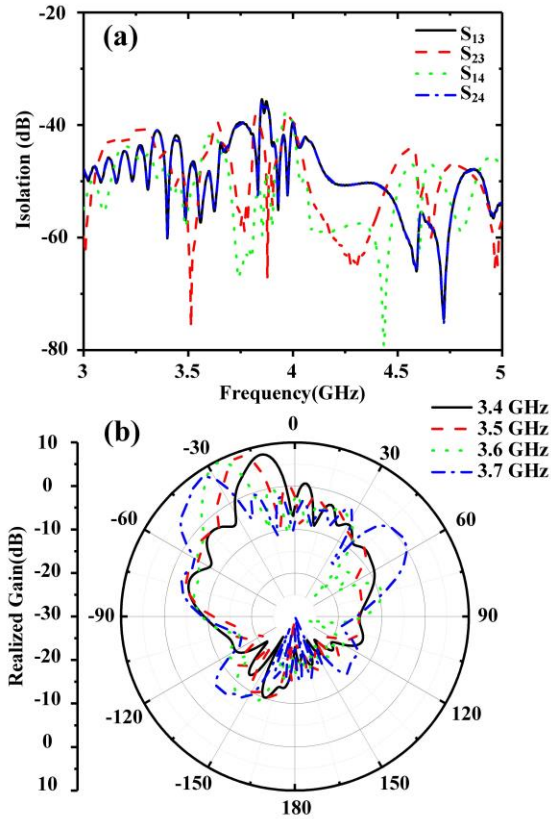 (a)
S13
S23
S14
S24
-20
-40
-60
-80
Isolation (dB)
3
3.5
4
4.5
5
Frequency(GHz)
(b)
3.4 GHz
3.5 GHz
3.6 GHz
3.7 GHz
10
0
-10
-20
-30
-20
-10
0
10
Realized Gain(dB)
0
30
60
90
120
150
180
-150
-120
-90
-60
-30